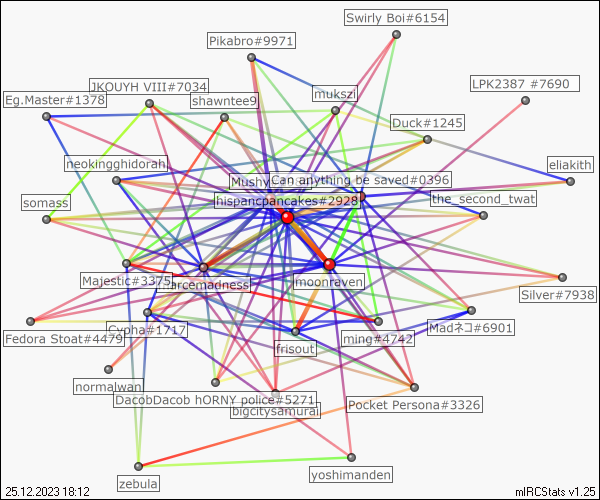 Swirly Boi#6154
Pikabro#9971
LPK2387 #7690
JKOUYH VIII#7034
mukszi
Eg.Master#1378
shawntee9
Duck#1245
neokingghidorah
eliakith
Mushy
Can anything be saved#0396
hispanicpancakes#2928
the_second_twat
somass
Majestic#3375
arcemadness
moonraven
Silver#7938
Fedora Stoat#4479
Cypha#1717
ming#4742
Madネコ#6901
frisout
normalwan
DacobDacob hORNY police#5271
bigcitysamurai
Pocket Persona#3326
zebula
yoshimanden
25.12.2023 18:12
mIRCStats v1.25